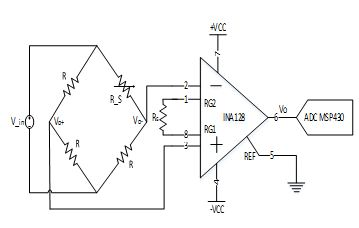 +VCC
7
R
R_S
2
1
RG2
V_in
Vo+
Vo-
INA128
Vo
6
ADC MSP430
RG1
8
3
R
R
REF
5
4
-VCC